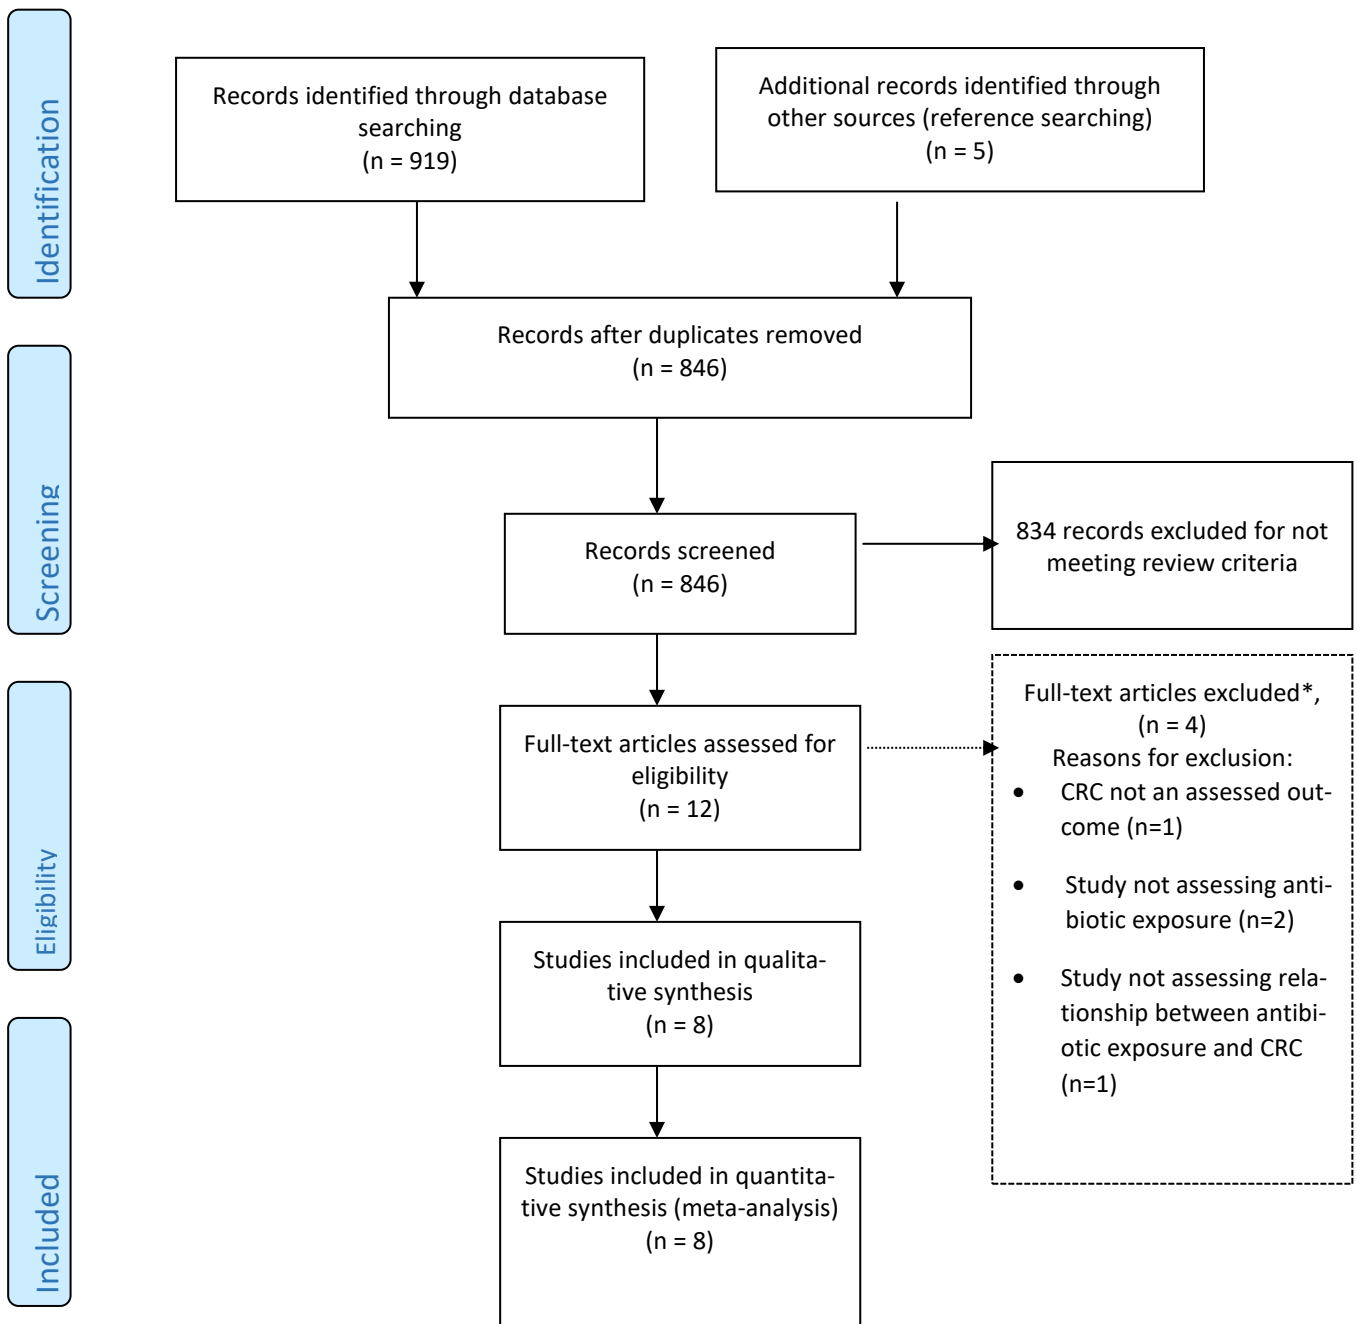 Identification
Records identified through database
searching
(n = 919)
Additional records identified through
other sources (reference searching)
(n = 5)
Records after duplicates removed
(n = 846)
Screening
Records screened
(n = 846)
834 records excluded for not
meeting review criteria
Eligibility
Full-text articles assessed for
eligibility
(n = 12)
Full-text articles excluded*,
(n = 4)
Reasons for exclusion:
• CRC not an assessed out-
come (n=1)
• Study not assessing anti-
biotic exposure (n=2)
• Study not assessing rela-
tionship between antibi-
otic exposure and CRC
(n=1)
Studies included in qualita-
tive synthesis
(n = 8)
Included
Studies included in quantita-
tive synthesis (meta-analysis)
(n = 8)